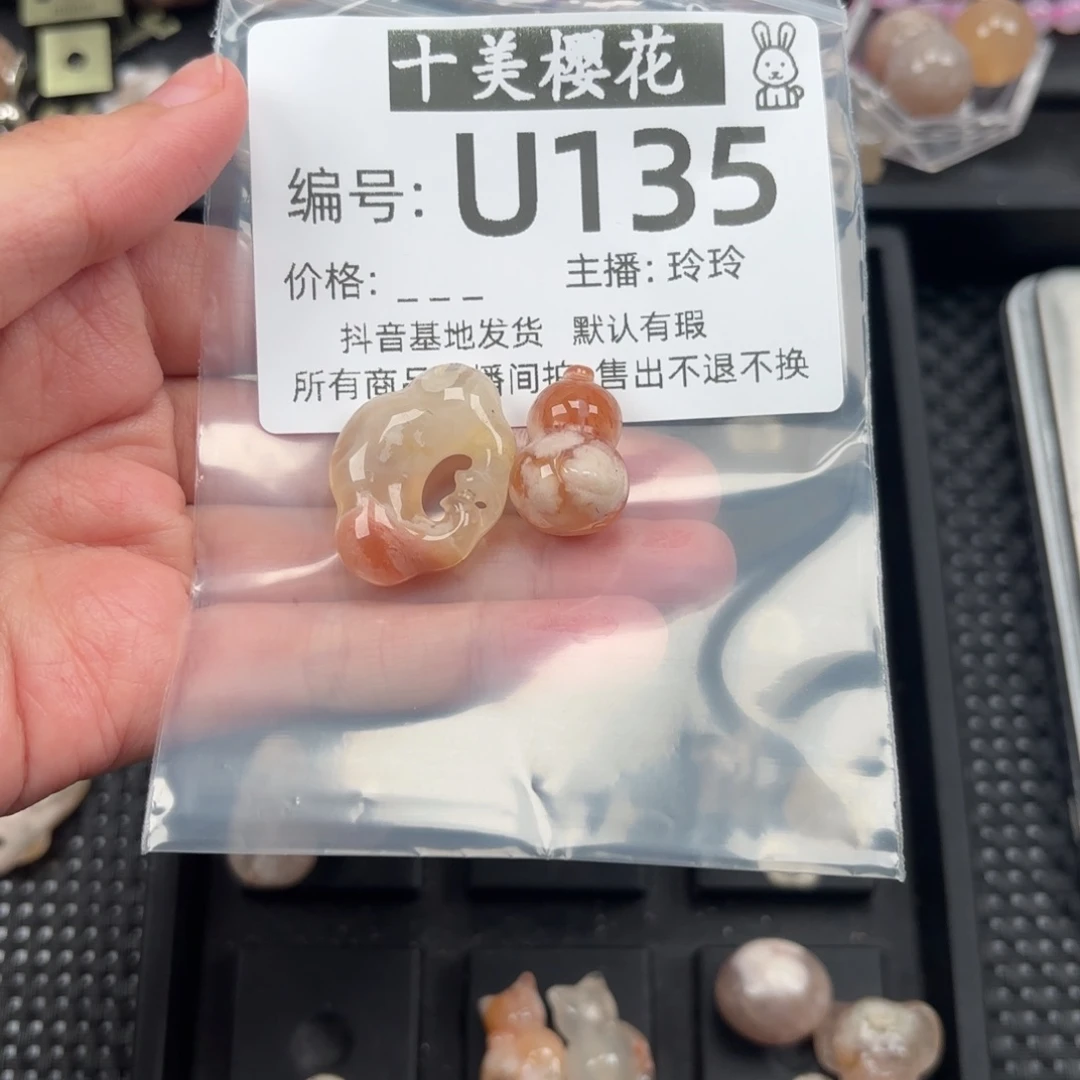 十美樱花
编号: U135
价格: _ _ _ 主播: 玲玲
抖音基地发货 默认有瑕
所有商品 播间拍 售出不退不换